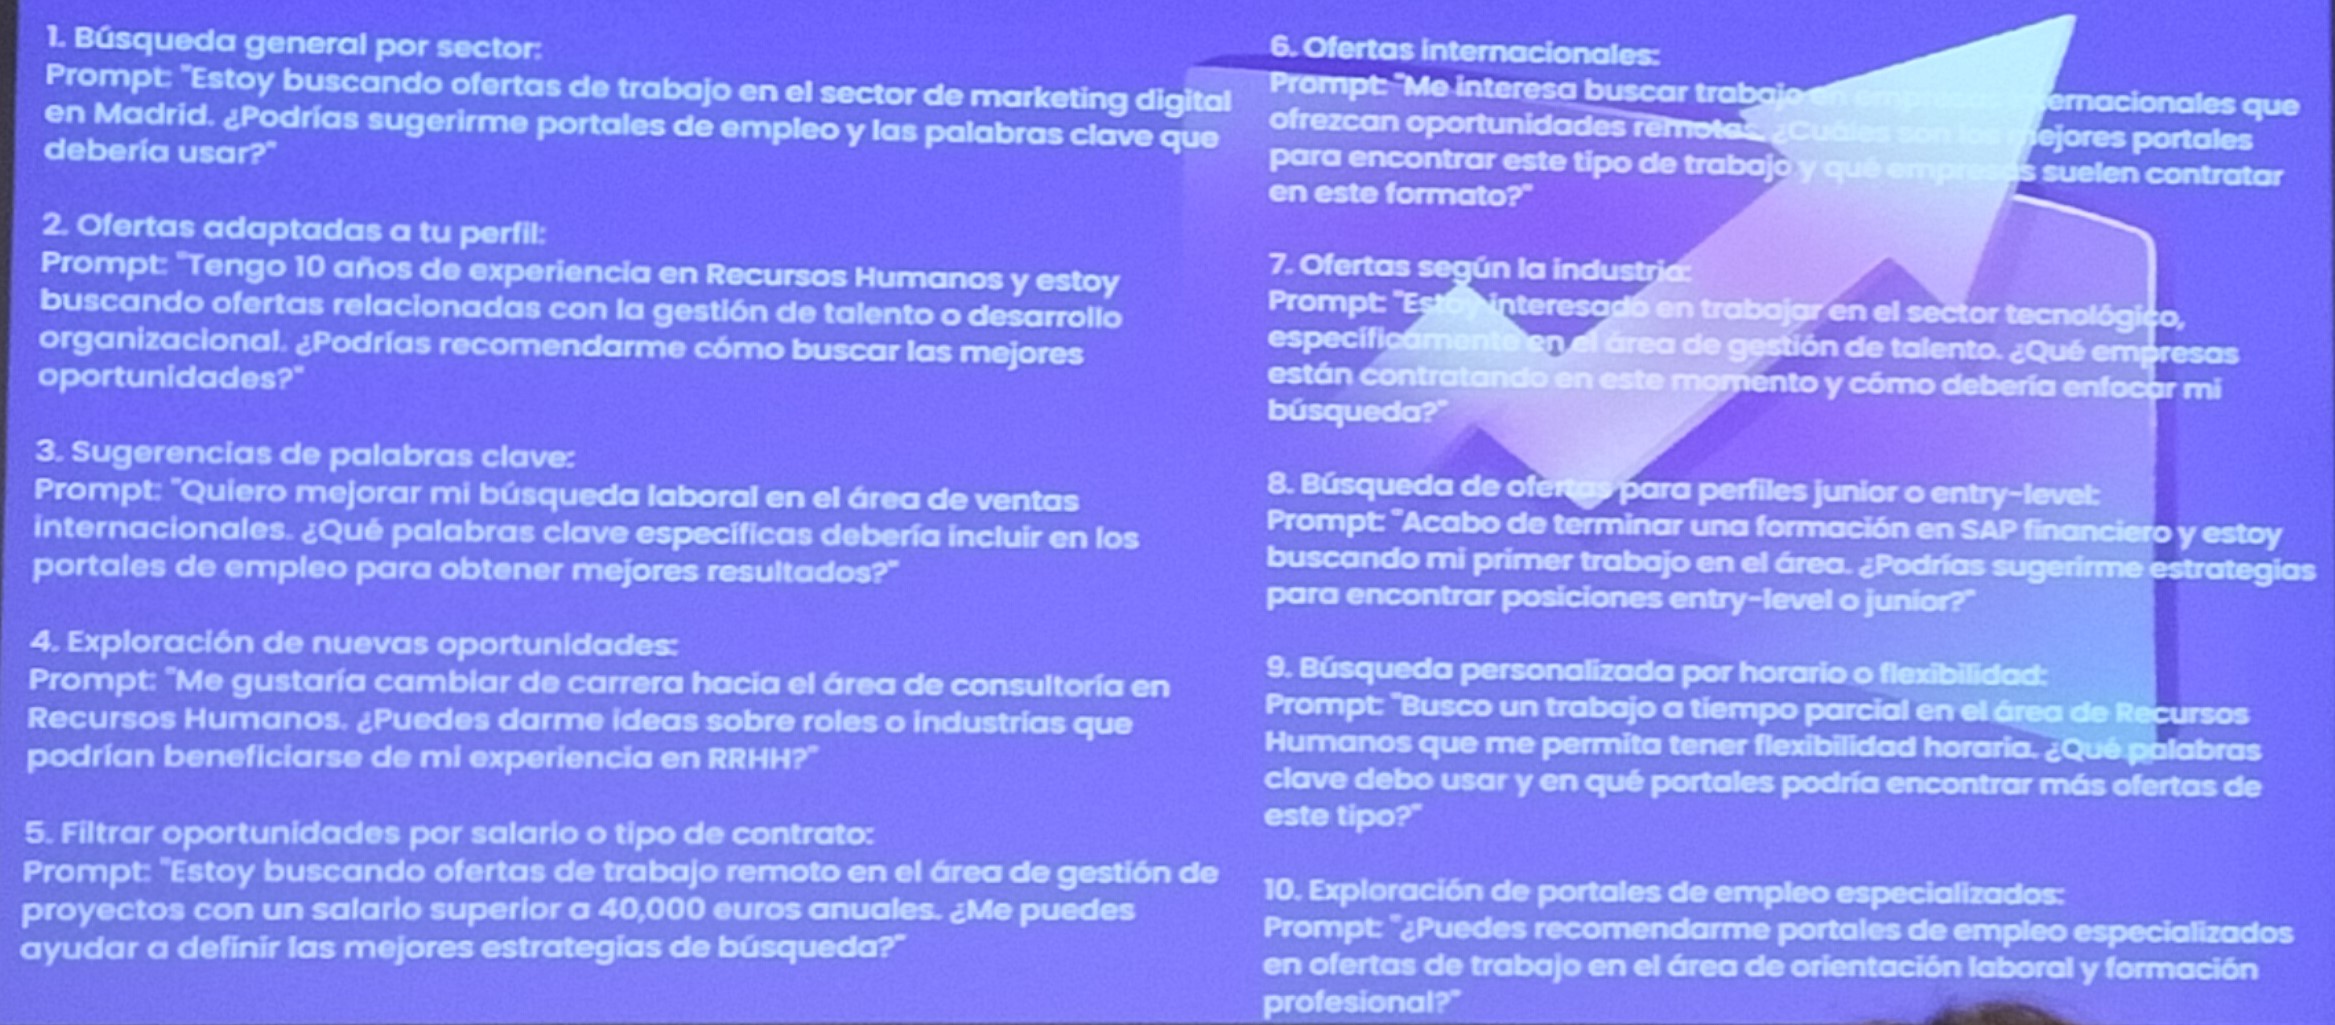 1. Búsqueda general por sector:
Prompt: "Estoy buscando ofertas de trabajo en el sector de marketing digital
en Madrid. ¿Podrías sugerirme portales de empleo y las palabras clave que
debería usar?"
2. Ofertas adaptadas a tu perfil:
Prompt: "Tengo 10 años de experiencia en Recursos Humanos y estoy
buscando ofertas relacionadas con la gestión de talento o desarrollo
organizacional. ¿Podrías recomendarme cómo buscar las mejores
oportunidades?"
3. Sugerencias de palabras clave:
Prompt: "Quiero mejorar mi búsqueda laboral en el área de ventas
internacionales. ¿Qué palabras clave específicas debería incluir en los
portales de empleo para obtener mejores resultados?"
4. Exploración de nuevas oportunidades:
Prompt: "Me gustaría cambiar de carrera hacia el área de consultoría en
Recursos Humanos. ¿Puedes darme ideas sobre roles o industrias que
podrían beneficiarse de mi experiencia en RRHH?"
5. Filtrar oportunidades por salario o tipo de contrato:
Prompt: "Estoy buscando ofertas de trabajo remoto en el área de gestión de
proyectos con un salario superior a 40,000 euros anuales. ¿Me puedes
ayudar a definir las mejores estrategias de búsqueda?"
6. Ofertas internacionales:
Prompt: "Me interesa buscar trabajo en empresas internacionales que
ofrezcan oportunidades remotas. ¿Cuáles son los mejores portales
para encontrar este tipo de trabajo y qué empresas suelen contratar
en este formato?"
7. Ofertas según la industria:
Prompt: "Estoy interesado en trabajar en el sector tecnológico,
específicamente en el área de gestión de talento. ¿Qué empresas
están contratando en este momento y cómo debería enfocar mi
búsqueda?"
8. Búsqueda de ofertas para perfiles junior o entry-level:
Prompt: "Acabo de terminar una formación en SAP financiero y estoy
buscando mi primer trabajo en el área. ¿Podrías sugerirme estrategias
para encontrar posiciones entry-level o junior?"
9. Búsqueda personalizada por horario o flexibilidad:
Prompt: "Busco un trabajo a tiempo parcial en el área de Recursos
Humanos que me permita tener flexibilidad horaria. ¿Qué palabras
clave debo usar y en qué portales podría encontrar más ofertas de
este tipo?"
10. Exploración de portales de empleo especializados:
Prompt: "¿Puedes recomendarme portales de empleo especializados
en ofertas de trabajo en el área de orientación laboral y formación
profesional?"